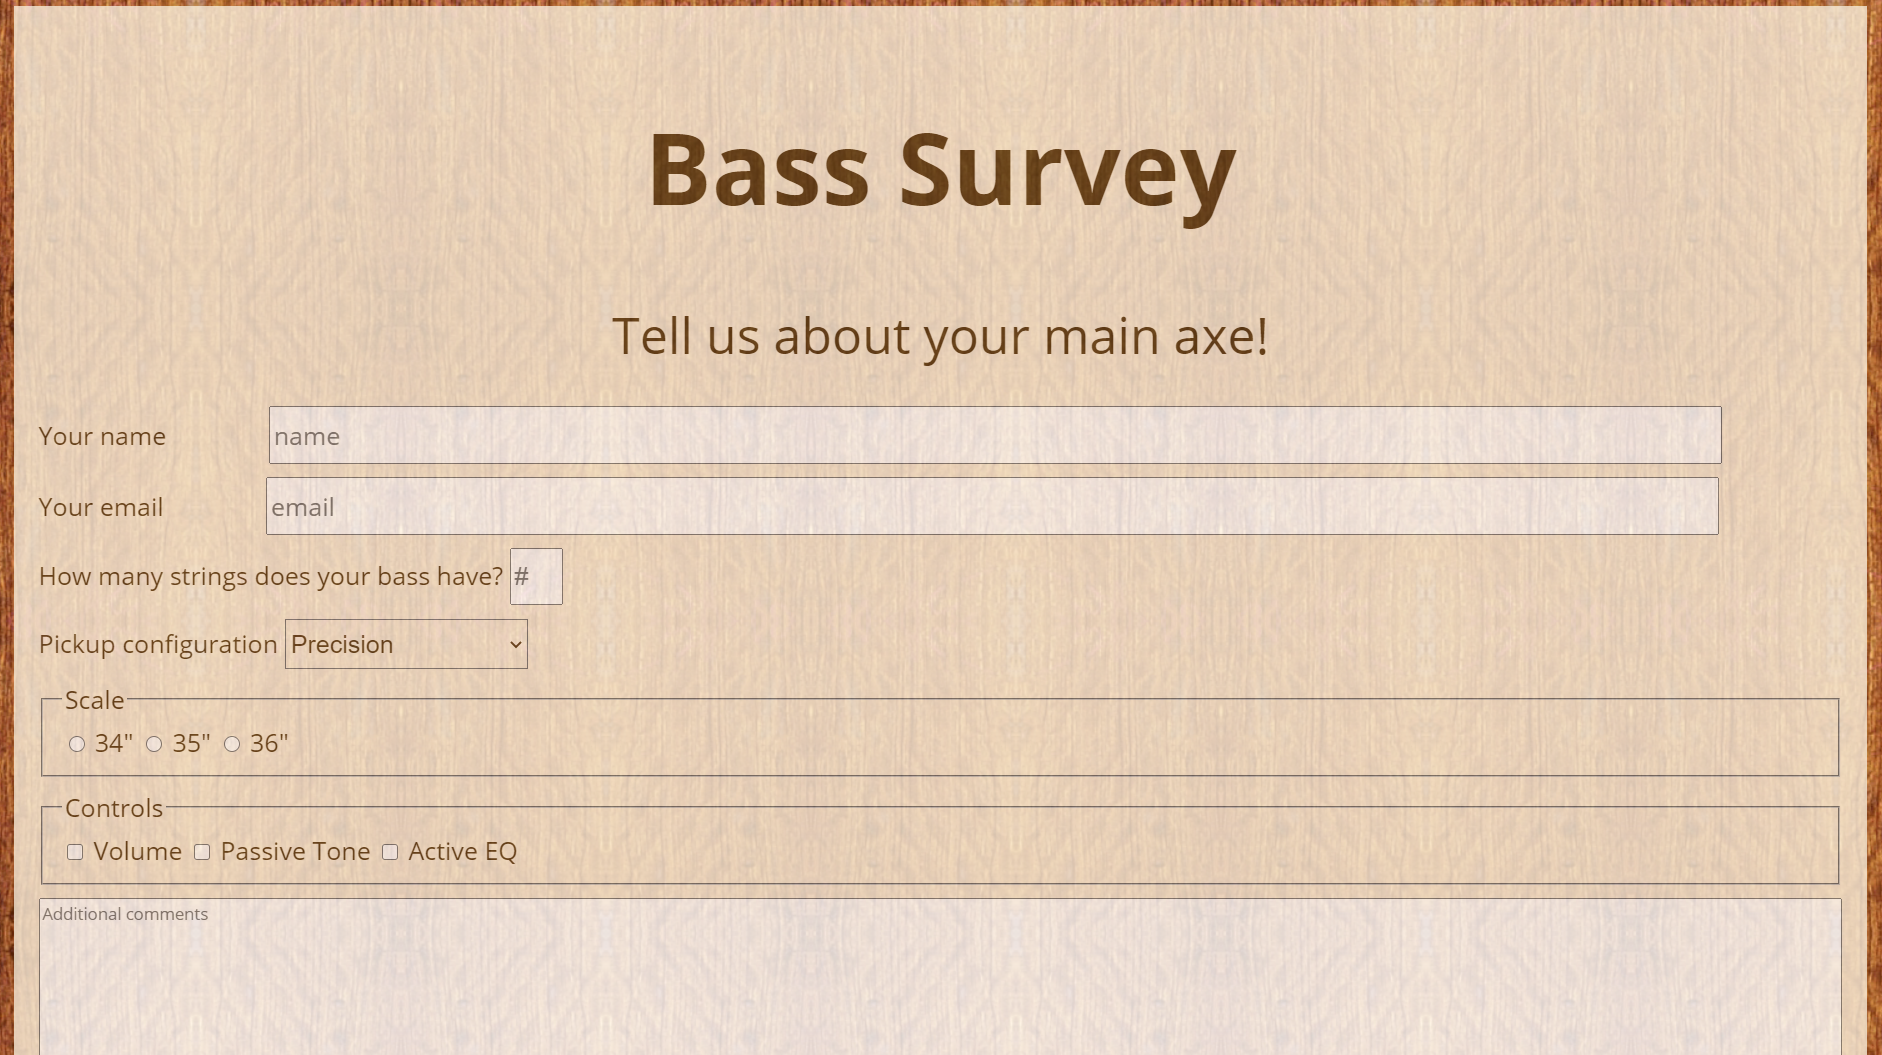 Bass Survey
Tell us about your main axe!
Your name name
Your email email
How many strings does your bass have? #
Pickup configuration Precision
Scale
34" 35" 36"
Controls
Volume Passive Tone Active EQ
Additional comments